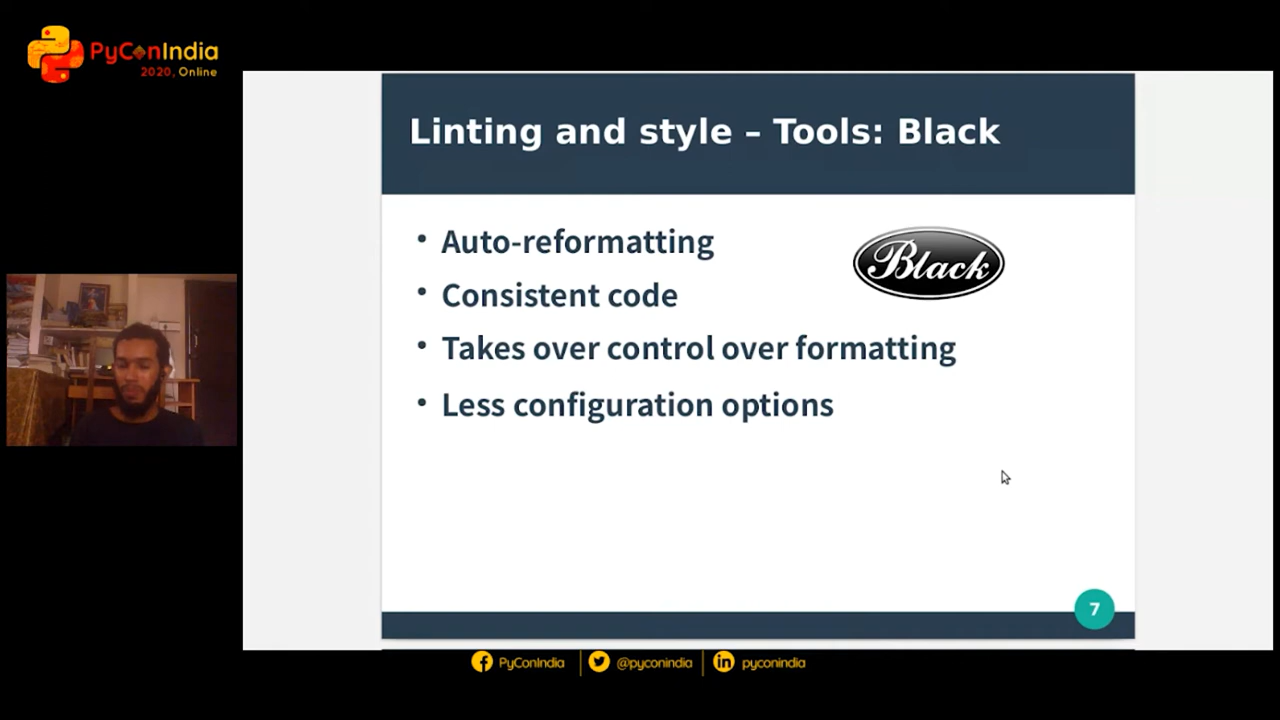 PyConIndia
2020, Online
Linting and style – Tools: Black
• Auto-reformatting
Black
• Consistent code
• Takes over control over formatting
• Less configuration options
7
PyConIndia
@pyconindia
pyconindia